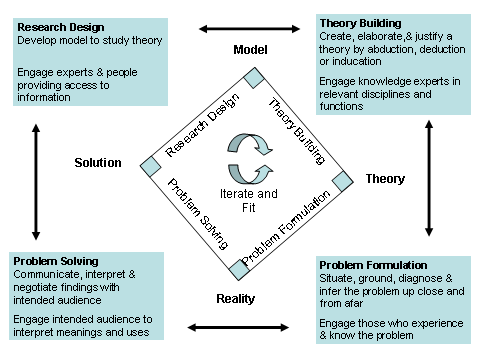 Research Design
Develop model to study theory
Engage experts & people
providing access to
information
Model
Theory Building
Create, elaborate,& justify a
theory by abduction, deduction
or inducation
Engage knowledge experts in
relevant disciplines and
functions
Research Design
Theory Building
Solution
Iterate and
Fit
Theory
Problem Solving
Problem Formulation
Problem Solving
Communicate, interpret &
negotiate findings with
intended audience
Engage intended audience to
interpret meanings and uses
Reality
Problem Formulation
Situate, ground, diagnose &
infer the problem up close and
from afar
Engage those who experience
& know the problem